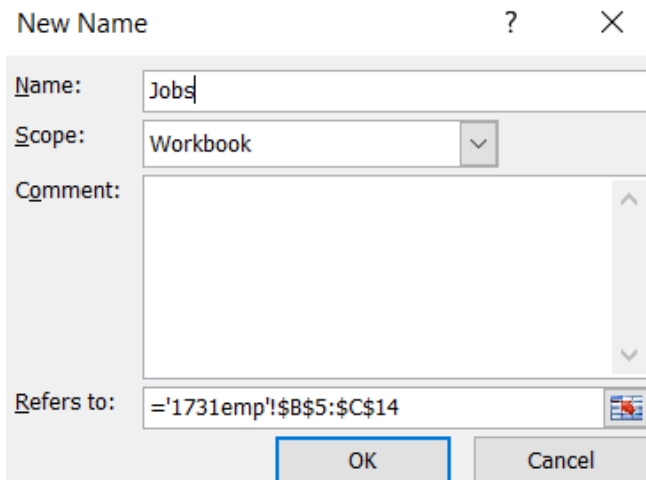 New Name ?
Name: Jobs
Scope: Workbook
Comment:
Refers to: ='1731emp'!$B$5:$C$14
OK Cancel